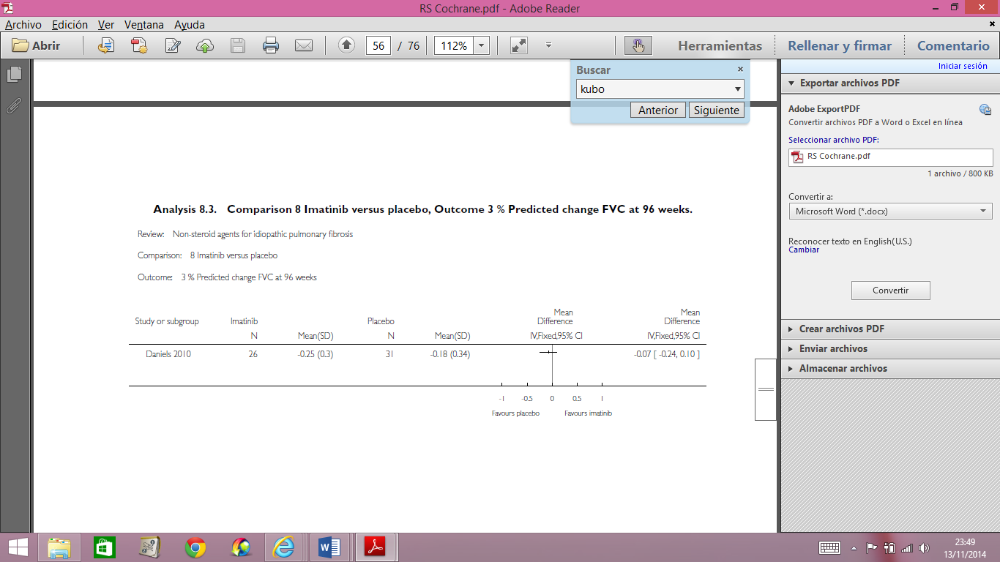 RS Cochrane.pdf - Adobe Reader
Archivo Edición Ver Ventana Ayuda
Abrir 56 / 76 112% Herramientas Rellenar y firmar Comentario
Buscar
kubo
Anterior Siguiente
Iniciar sesión
Exportar archivos PDF
Adobe ExportPDF
Convertir archivos PDF a Word o Excel en línea
Seleccionar archivo PDF:
RS Cochrane.pdf
1 archivo / 800 KB
Convertir a:
Microsoft Word (*.docx)
Reconocer texto en English(U.S.)
Cambiar
Convertir
Crear archivos PDF
Enviar archivos
Almacenar archivos
Analysis 8.3. Comparison 8 Imatinib versus placebo, Outcome 3 % Predicted change FVC at 96 weeks.
Review: Non-steroid agents for idiopathic pulmonary fibrosis
Comparison: 8 Imatinib versus placebo
Outcome: 3 % Predicted change FVC at 96 weeks
Mean Mean
Study or subgroup Imatinib Placebo Difference Difference
N Mean(SD) N Mean(SD) IV,Fixed,95% CI IV,Fixed,95% CI
Daniels 2010 26 -0.25 (0.3) 31 -0.18 (0.34) -0.07 [ -0.24, 0.10 ]
-1 -0.5 0 0.5 1
Favours placebo Favours imatinib
23:49
13/11/2014